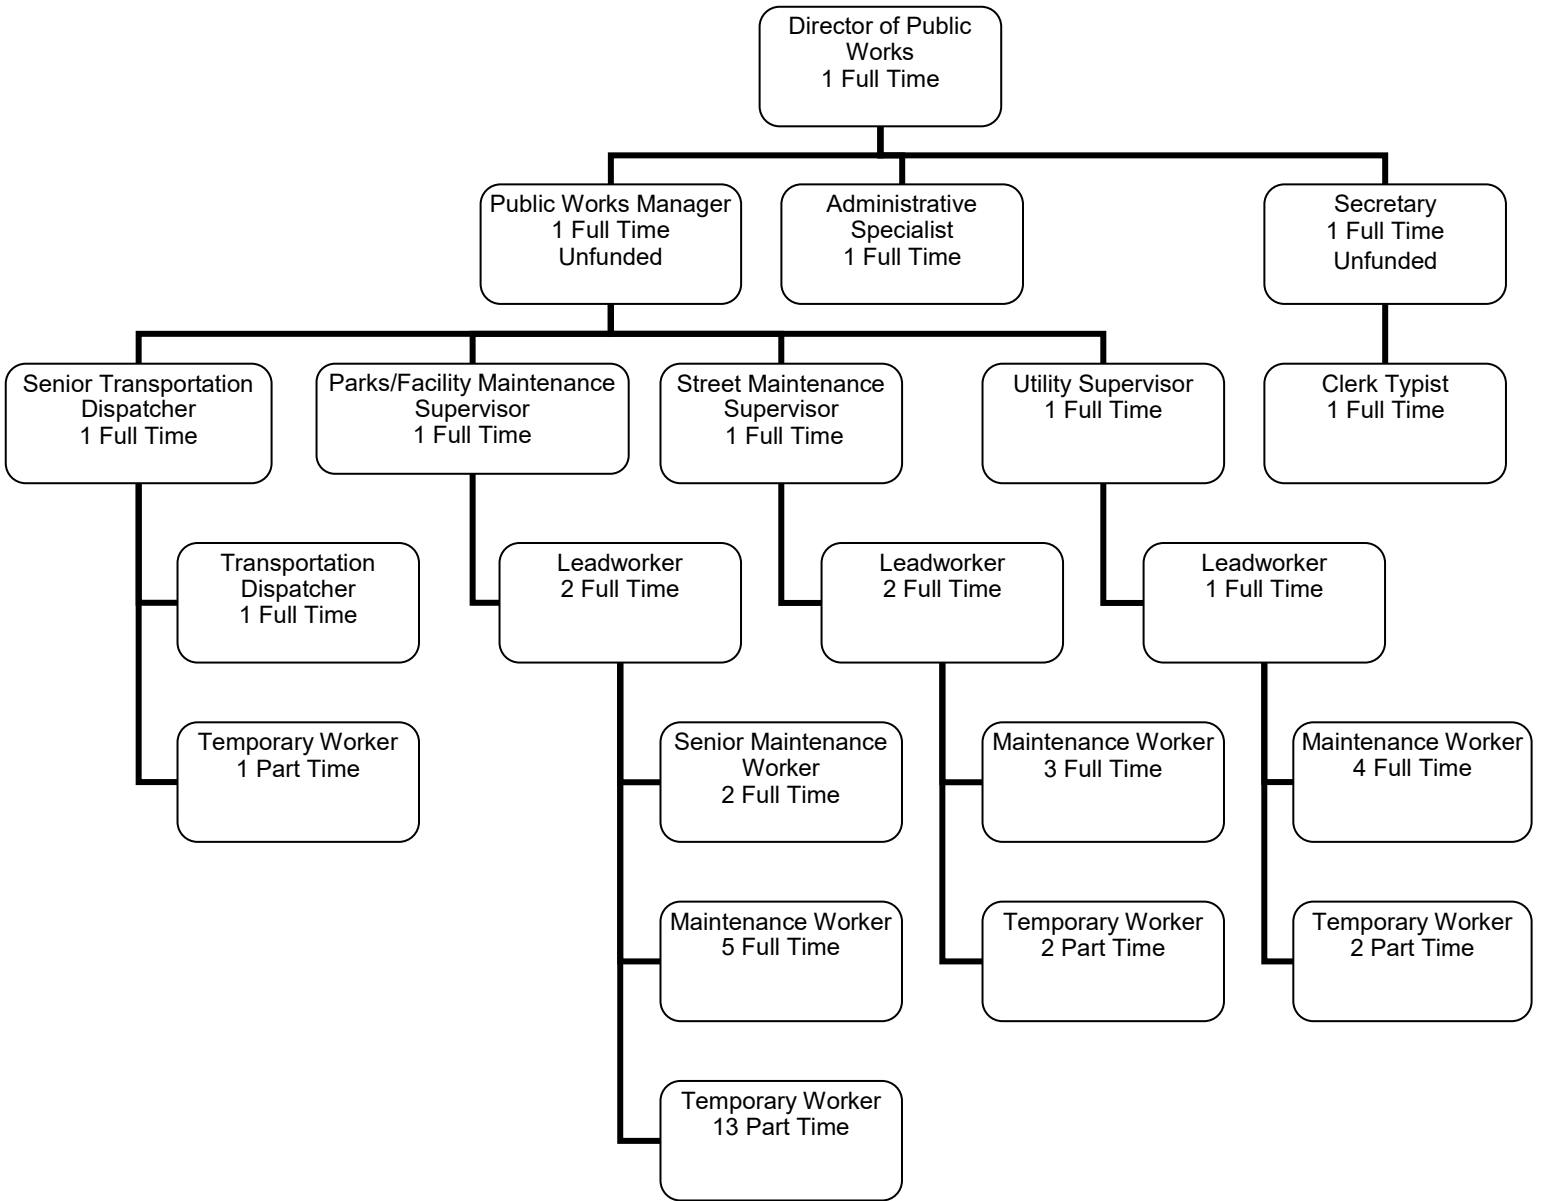 Director of Public
Works
1 Full Time
Public Works Manager
1 Full Time
Unfunded
Administrative
Specialist
1 Full Time
Secretary
1 Full Time
Unfunded
Senior Transportation
Dispatcher
1 Full Time
Parks/Facility Maintenance
Supervisor
1 Full Time
Street Maintenance
Supervisor
1 Full Time
Utility Supervisor
1 Full Time
Clerk Typist
1 Full Time
Transportation
Dispatcher
1 Full Time
Leadworker
2 Full Time
Leadworker
2 Full Time
Leadworker
1 Full Time
Temporary Worker
1 Part Time
Senior Maintenance
Worker
2 Full Time
Maintenance Worker
3 Full Time
Maintenance Worker
4 Full Time
Maintenance Worker
5 Full Time
Temporary Worker
2 Part Time
Temporary Worker
2 Part Time
Temporary Worker
13 Part Time